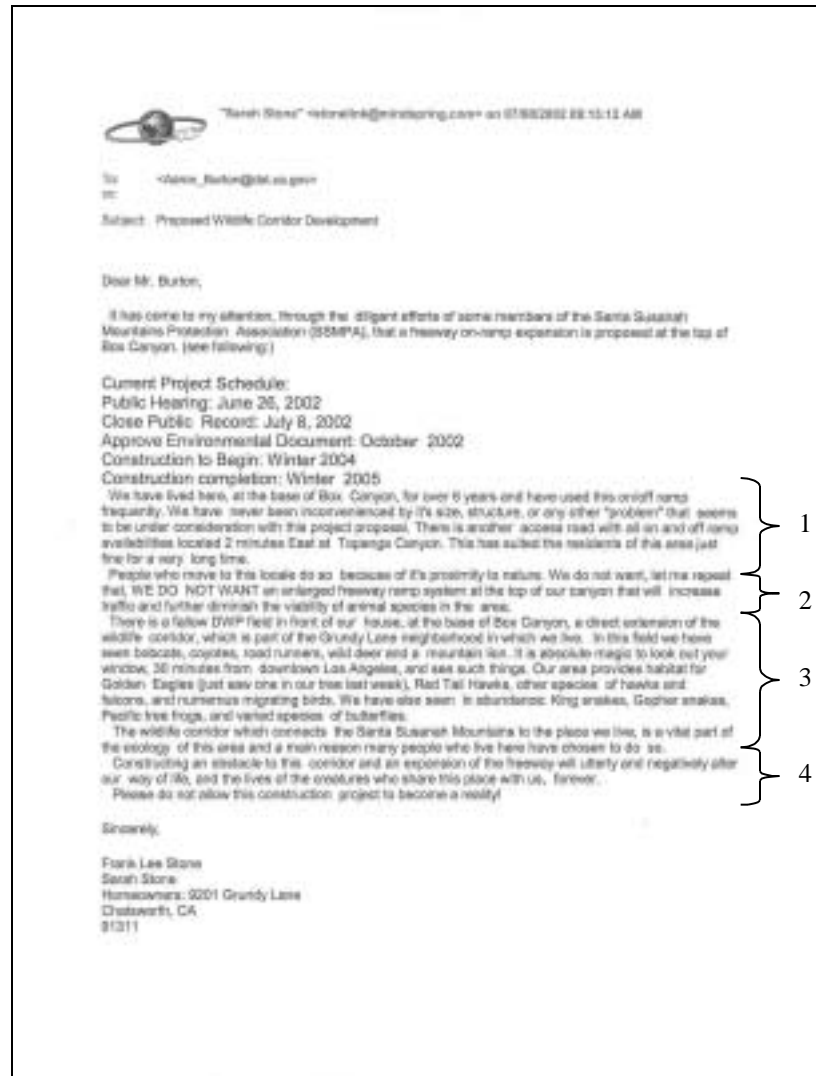 "Sarah Stone" <stonelink@mindspring.com> on
To:
cc:
Subject: Proposed Wildlife Corridor Development
Dear Mr. Burton,
It has come to my attention, through the diligent efforts of some members of the Santa Susanah
Mountains Protection Association (SSMPA), that a freeway on-ramp expansion is proposed at the top of
Box Canyon. (see following:)
Current Project Schedule:
Public Hearing: June 26, 2002
Close Public Record: July 8, 2002
Approve Environmental Document: October 2002
Construction to Begin: Winter 2004
Construction completion: Winter 2005
We have lived here, at the base of Box Canyon, for over 6 years and have used this on/off ramp
frequently. We have never been inconvenienced by it's size, structure, or any other "problem" that seems
to be under consideration with this project proposal. There is another access road with all on and off ramp
availabilities located 2 minutes East at Topanga Canyon. This has suited the residents of this area just
fine for a very long time.
1
People who move to this locale do so because of it's proximity to nature. We do not want, let me repeat
that, WE DO NOT WANT an enlarged freeway ramp system at the top of our canyon that will increase
traffic and further diminish the viability of animal species in the area.
2
There is a fallow DWP field in front of our house, at the base of Box Canyon, a direct extension of the
wildlife corridor, which is part of the Grundy Lane neighborhood in which we live. In this field we have
seen bobcats, coyotes, road runners, wild deer and a mountain lion. It is absolute magic to look out your
window, 30 minutes from downtown Los Angeles, and see such things. Our area provides habitat for
Golden Eagles (just saw one in our tree last week), Red Tail Hawks, other species of hawks and
falcons, and numerous migrating birds. We have also seen in abundance: King snakes, Gopher snakes,
Pacific tree frogs, and varied species of butterflies.
The wildlife corridor which connects the Santa Susanah Mountains to the place we live, is a vital part of
the ecology of this area and a main reason many people who live here have chosen to do so.
3
Constructing an obstacle to this corridor and an expansion of the freeway will utterly and negatively alter
our way of life, and the lives of the creatures who share this place with us, forever.
Please do not allow this construction project to become a reality!
4
Sincerely,
Frank Lee Stone
Sarah Stone
Homeowners: 9201 Grundy Lane
Chatsworth, CA
91311